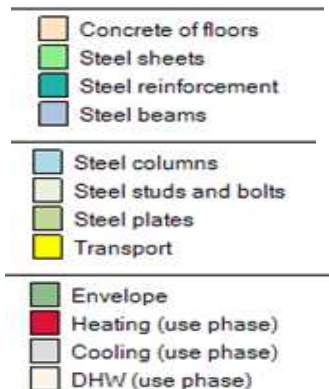 Concrete of floors
Steel sheets
Steel reinforcement
Steel beams
Steel columns
Steel studs and bolts
Steel plates
Transport
Envelope
Heating (use phase)
Cooling (use phase)
DHW (use phase)